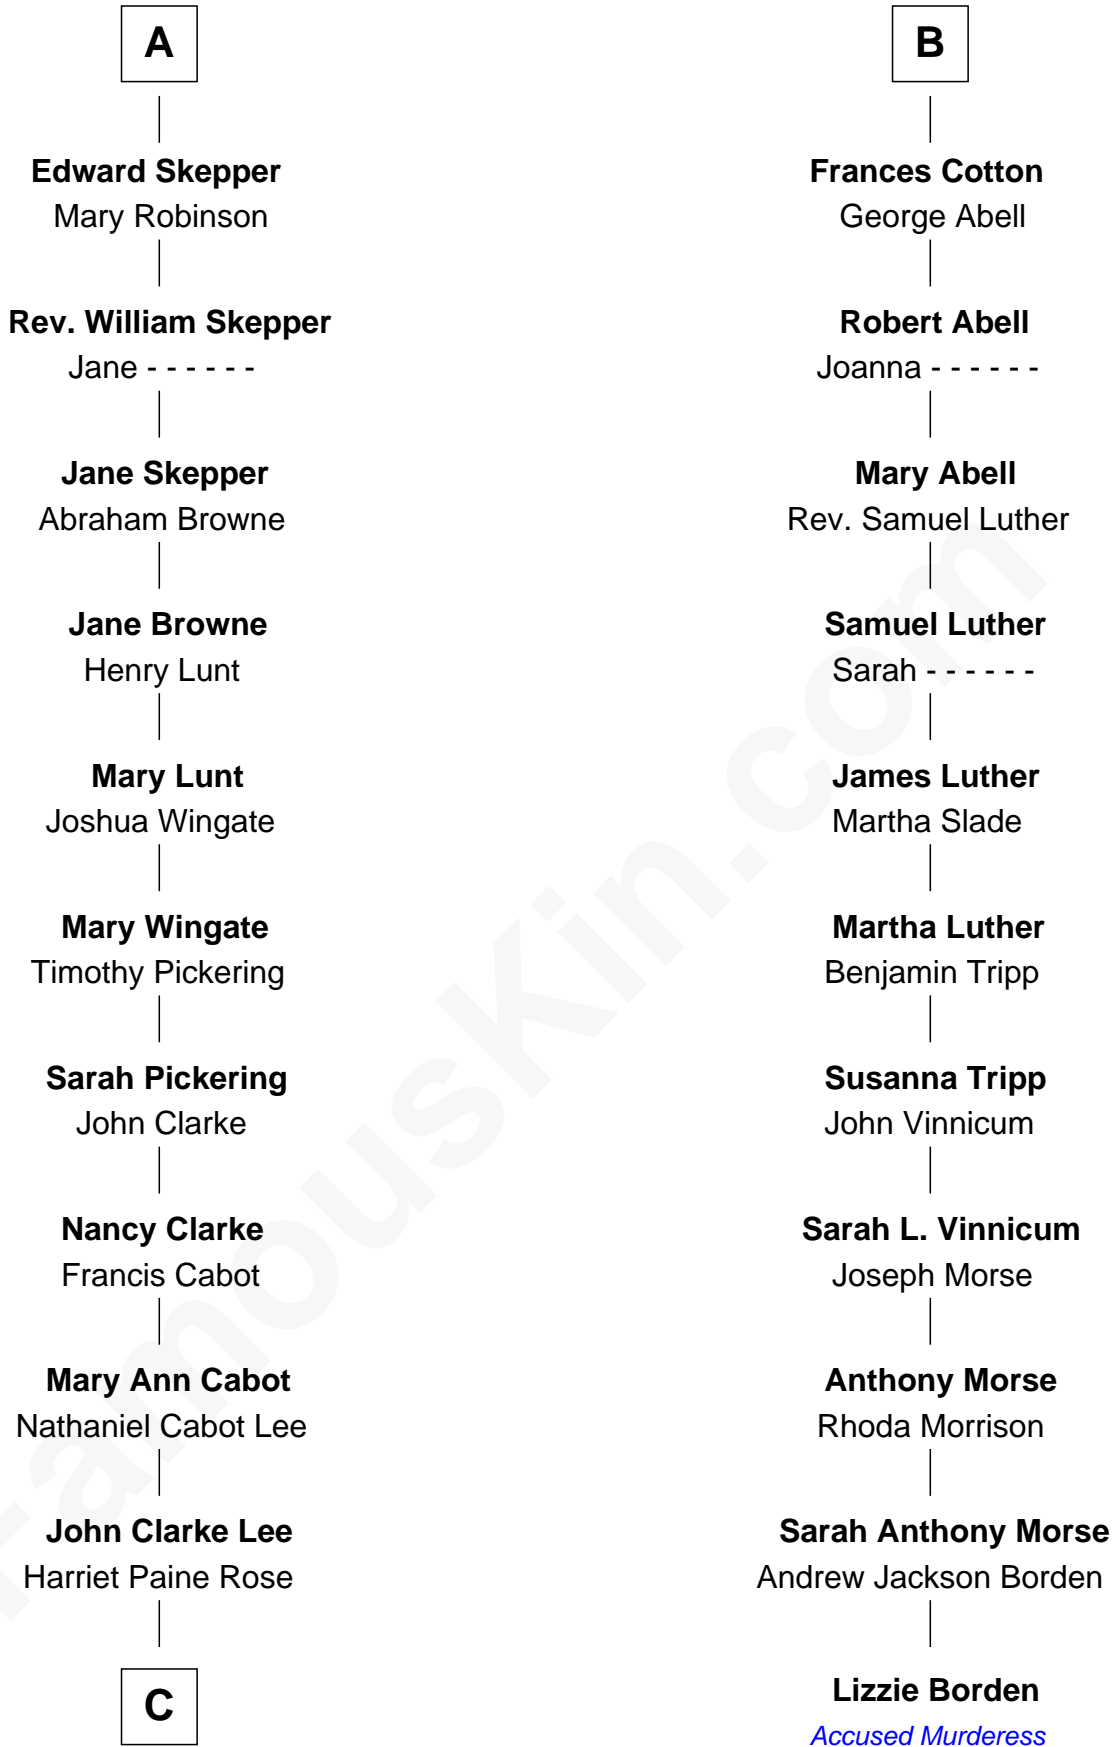 A
Edward Skepper
Mary Robinson
Rev. William Skepper
Jane - - - - - -
Jane Skepper
Abraham Browne
Jane Browne
Henry Lunt
Mary Lunt
Joshua Wingate
Mary Wingate
Timothy Pickering
Sarah Pickering
John Clarke
Nancy Clarke
Francis Cabot
Mary Ann Cabot
Nathaniel Cabot Lee
John Clarke Lee
Harriet Paine Rose
C
B
Frances Cotton
George Abell
Robert Abell
Joanna - - - - - -
Mary Abell
Rev. Samuel Luther
Samuel Luther
Sarah - - - - - -
James Luther
Martha Slade
Martha Luther
Benjamin Tripp
Susanna Tripp
John Vinnicum
Sarah L. Vinnicum
Joseph Morse
Anthony Morse
Rhoda Morrison
Sarah Anthony Morse
Andrew Jackson Borden
Lizzie Borden
Accused Murderess
FamousKin.com